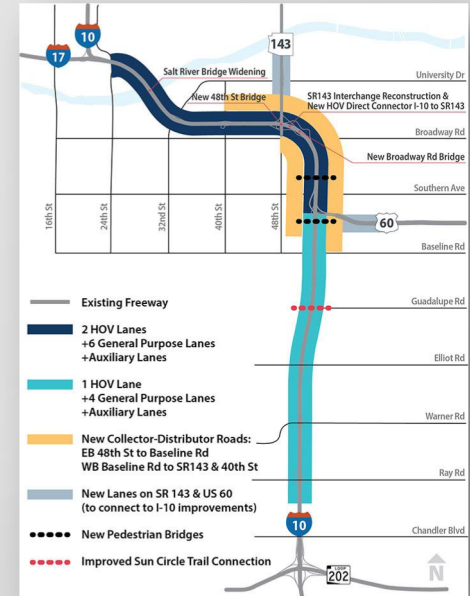 10
17
143
Salt River Bridge Widening
New 48th St Bridge
University Dr
SR143 Interchange Reconstruction &
New HOV Direct Connector I-10 to SR143
Broadway Rd
New Broadway Rd Bridge
Southern Ave
16th St
24th St
32nd St
40th St
48th St
60
Baseline Rd
Existing Freeway
Guadalupe Rd
2 HOV Lanes
+6 General Purpose Lanes
+Auxiliary Lanes
Elliot Rd
1 HOV Lane
+4 General Purpose Lanes
+Auxiliary Lanes
Warner Rd
New Collector-Distributor Roads:
EB 48th St to Baseline Rd
WB Baseline Rd to SR143 & 40th St
Ray Rd
New Lanes on SR 143 & US 60
(to connect to I-10 improvements)
10
New Pedestrian Bridges
Chandler Blvd
Improved Sun Circle Trail Connection
LOOP
202
N